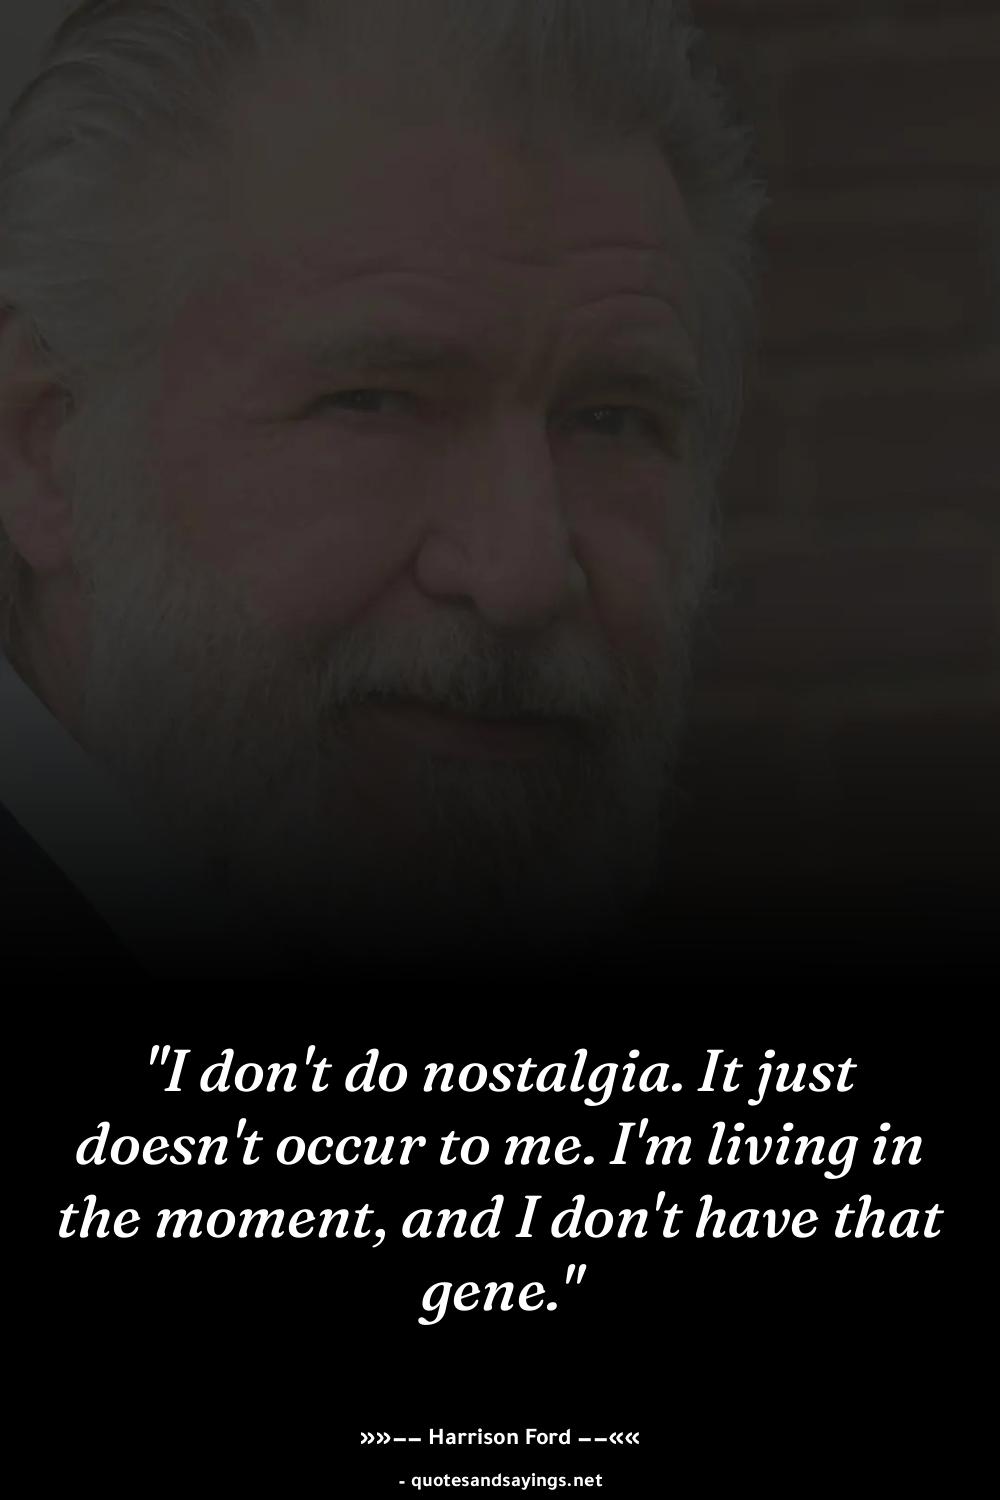 "I don't do nostalgia. It just
doesn't occur to me. I'm living in
the moment, and I don't have that
gene."
»»−− Harrison Ford −−««
- quotesandsayings.net